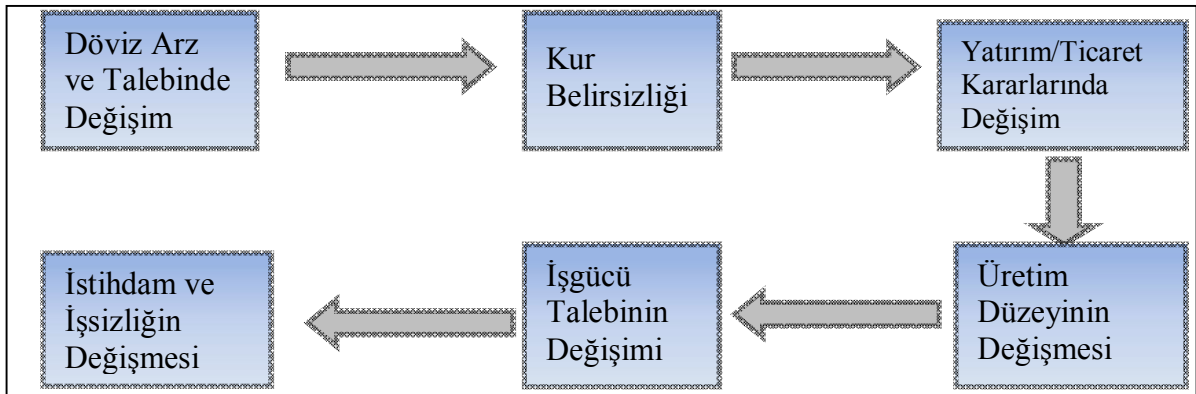 Döviz Arz
ve Talebinde
Değişim
Kur
Belirsizliği
Yatırım/Ticaret
Kararlarında
Değişim
Üretim
Düzeyinin
Değişmesi
İşgücü
Talebinin
Değişimi
İstihdam ve
İşsizliğin
Değişmesi